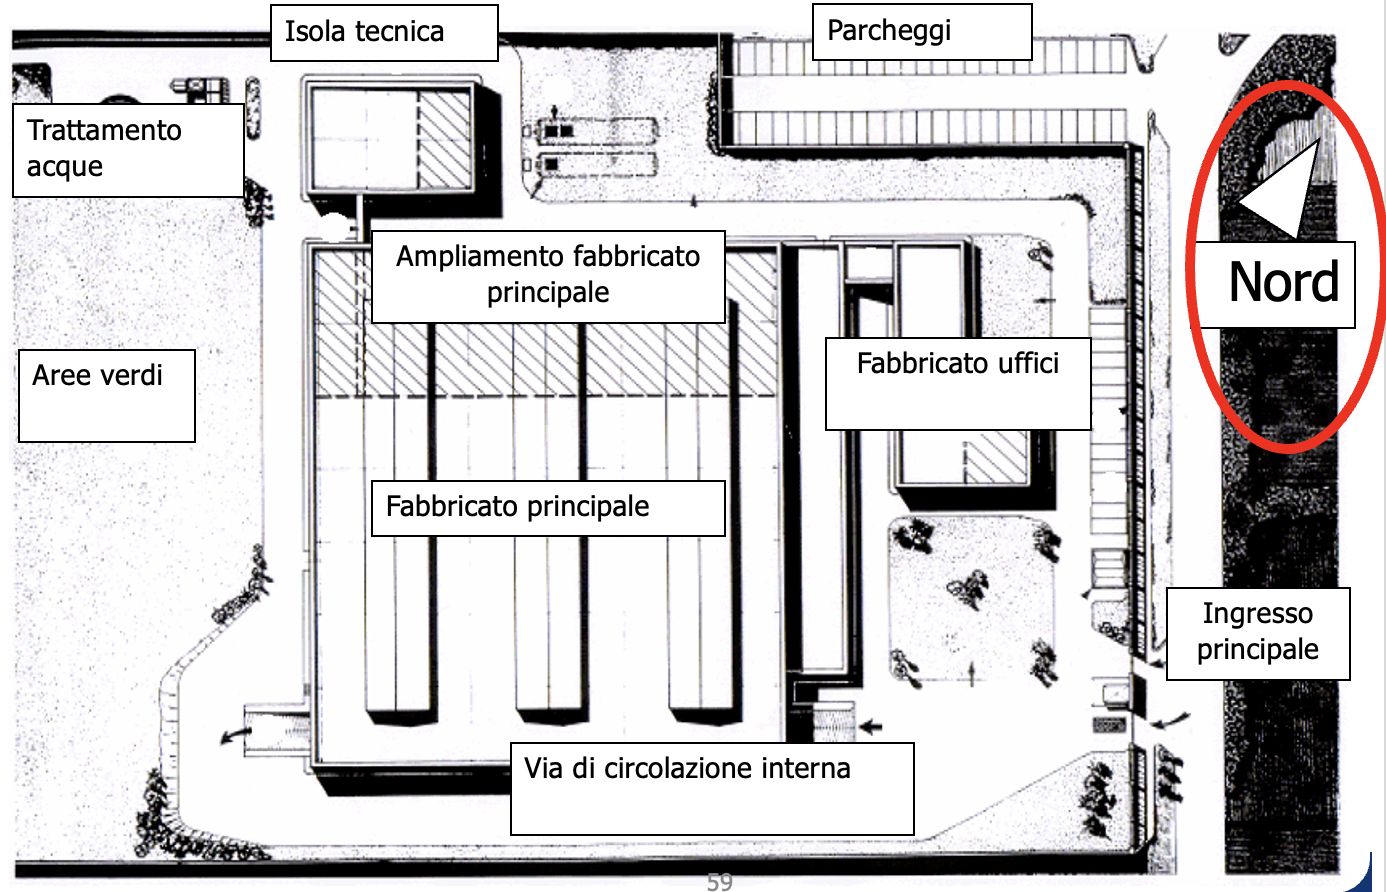 Isola tecnica
Parcheggi
Trattamento
acque
Nord
Ampliamento fabbricato
principale
Aree verdi
Fabbricato uffici
Fabbricato principale
Ingresso
principale
Via di circolazione interna
59